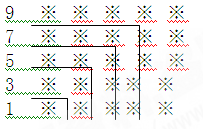 9 ※ ※ ※ ※ ※
7 ※ ※ ※ ※ ※
5 ※ ※ ※ ※ ※
3 ※ ※ ※ ※ ※
1 ※ ※ ※ ※ ※